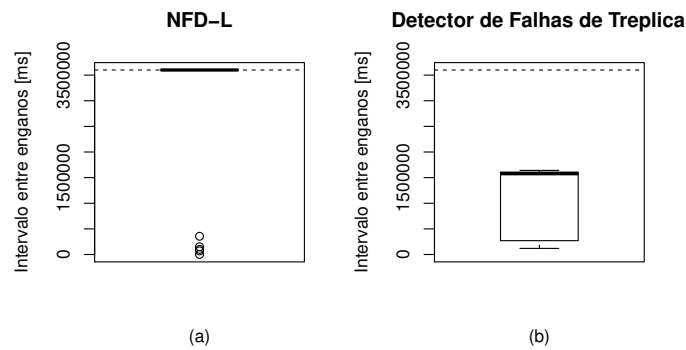 NFD−L
Intervalo entre enganos [ms]
3500000
1500000
0
(a)
Detector de Falhas de Treplica
Intervalo entre enganos [ms]
3500000
1500000
0
(b)